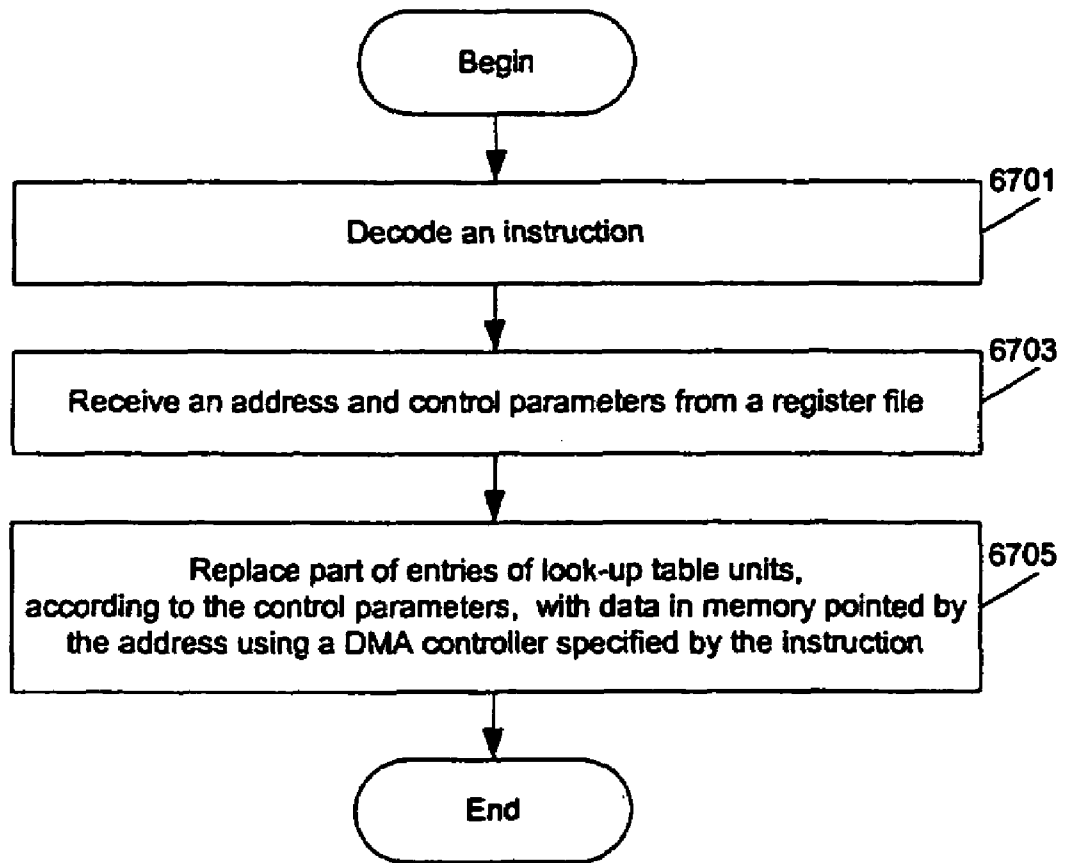 Begin
6701
Decode an instruction
6703
Receive an address and control parameters from a register file
6705
Replace part of entries of look-up table units,
according to the control parameters, with data in memory pointed by
the address using a DMA controller specified by the instruction
End